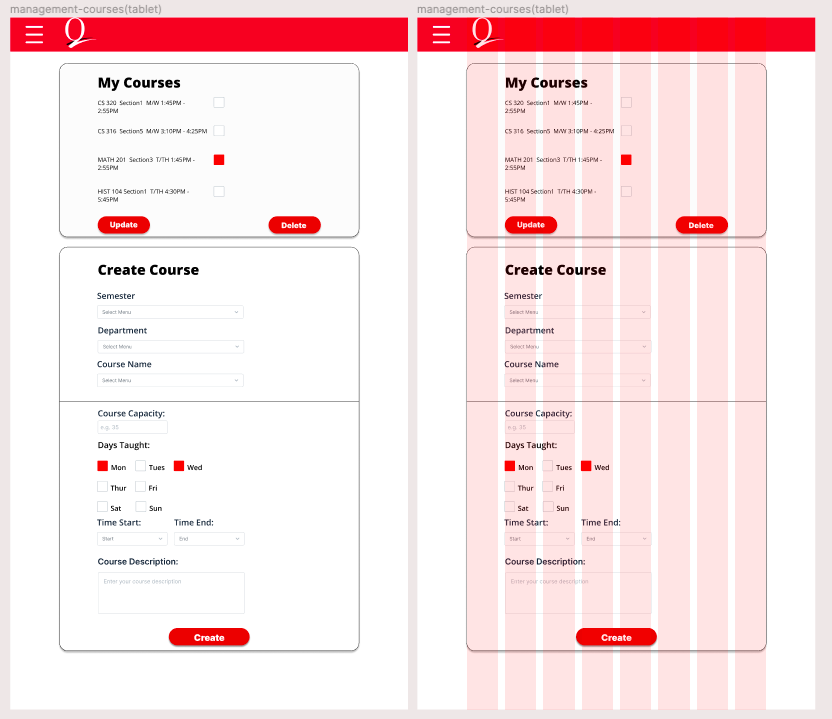 management-courses(tablet)
Q
My Courses
CS 320 Section1 M/W 1:45PM -
2:55PM
CS 316 Section5 M/W 3:10PM - 4:25PM
MATH 201 Section3 T/TH 1:45PM -
2:55PM
HIST 104 Section1 T/TH 4:30PM -
5:45PM
Update Delete
Create Course
Semester
Select Menu
Department
Select Menu
Course Name
Select Menu
Course Capacity:
e.g. 35
Days Taught:
Mon Tues Wed
Thur Fri
Sat Sun
Time Start: Time End:
Start End
Course Description:
Enter your course description
Create
management-courses(tablet)
Q
My Courses
CS 320 Section1 M/W 1:45PM -
2:55PM
CS 316 Section5 M/W 3:10PM - 4:25PM
MATH 201 Section3 T/TH 1:45PM -
2:55PM
HIST 104 Section1 T/TH 4:30PM -
5:45PM
Update Delete
Create Course
Semester
Select Menu
Department
Select Menu
Course Name
Select Menu
Course Capacity:
e.g. 35
Days Taught:
Mon Tues Wed
Thur Fri
Sat Sun
Time Start: Time End:
Start End
Course Description:
Enter your course description
Create